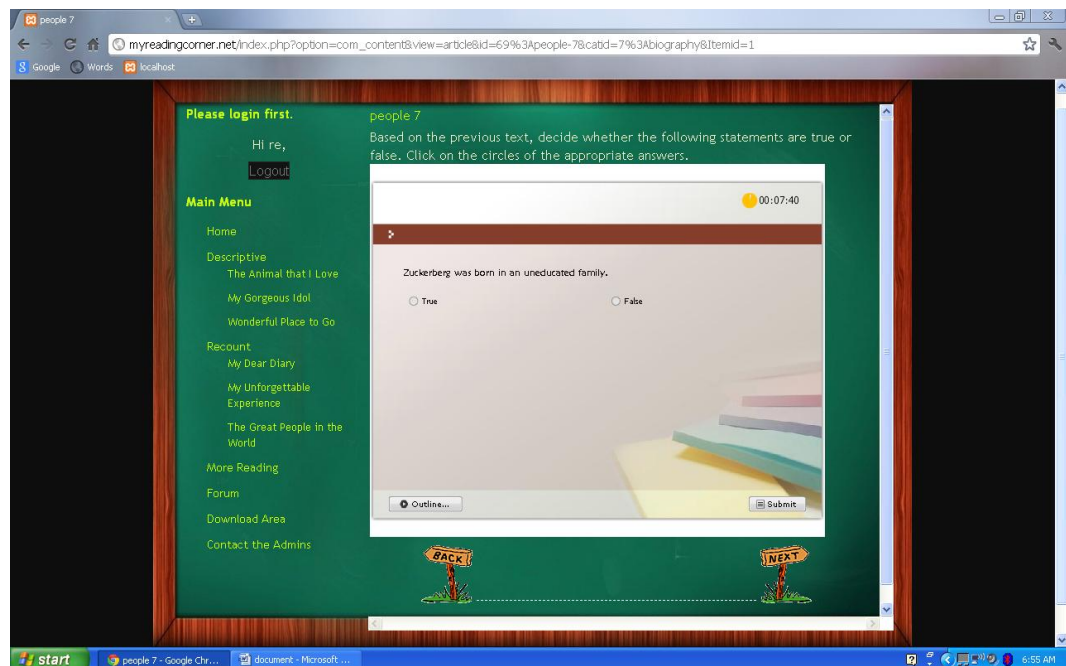 people 7
myreadingcorner.net/index.php?option=com_content&view=article&id=69%3Apeople-7&catid=7%3Abiography&Itemid=1
Google Words localhost
Please login first.
Hi re,
Logout
Main Menu
Home
Descriptive
The Animal that I Love
My Gorgeous Idol
Wonderful Place to Go
Recount
My Dear Diary
My Unforgettable
Experience
The Great People in the
World
More Reading
Forum
Download Area
Contact the Admins
people 7
Based on the previous text, decide whether the following statements are true or
false. Click on the circles of the appropriate answers.
00:07:40
Zuckerberg was born in an uneducated family.
True False
Outline... Submit
BACK NEXT
start people 7 - Google Chr... document - Microsoft ... 6:55 AM